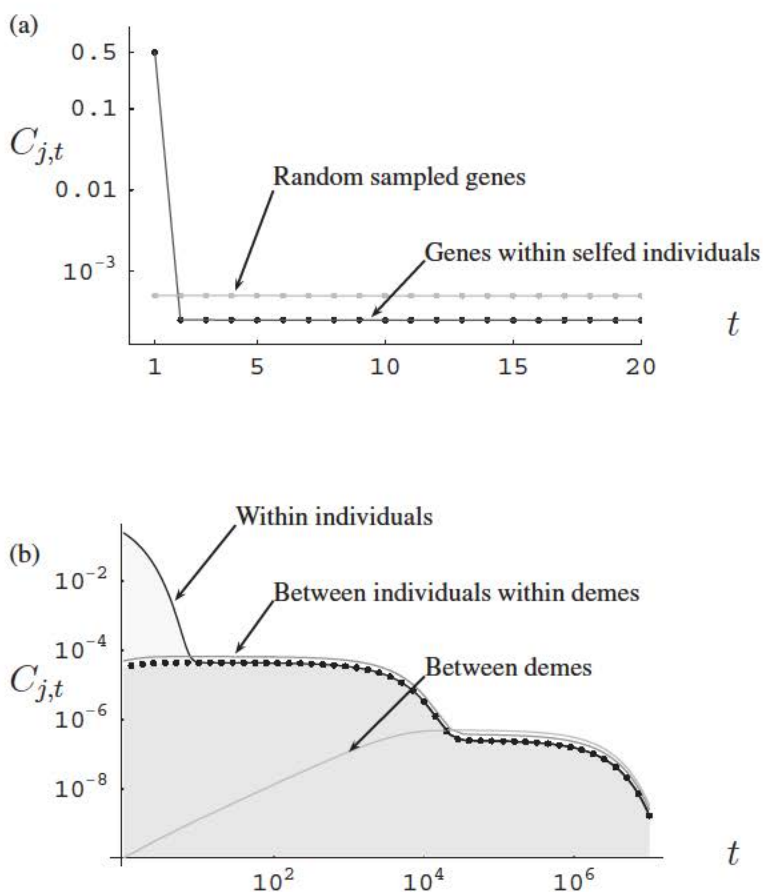 (a)
0.5
0.1
C_{j,t}
0.01
Random sampled genes
Genes within selfed individuals
10^{-3}
t
1 5 10 15 20
(b)
Within individuals
10^{-2}
Between individuals within demes
10^{-4}
Between demes
C_{j,t}
10^{-6}
10^{-8}
t
10^{2} 10^{4} 10^{6}